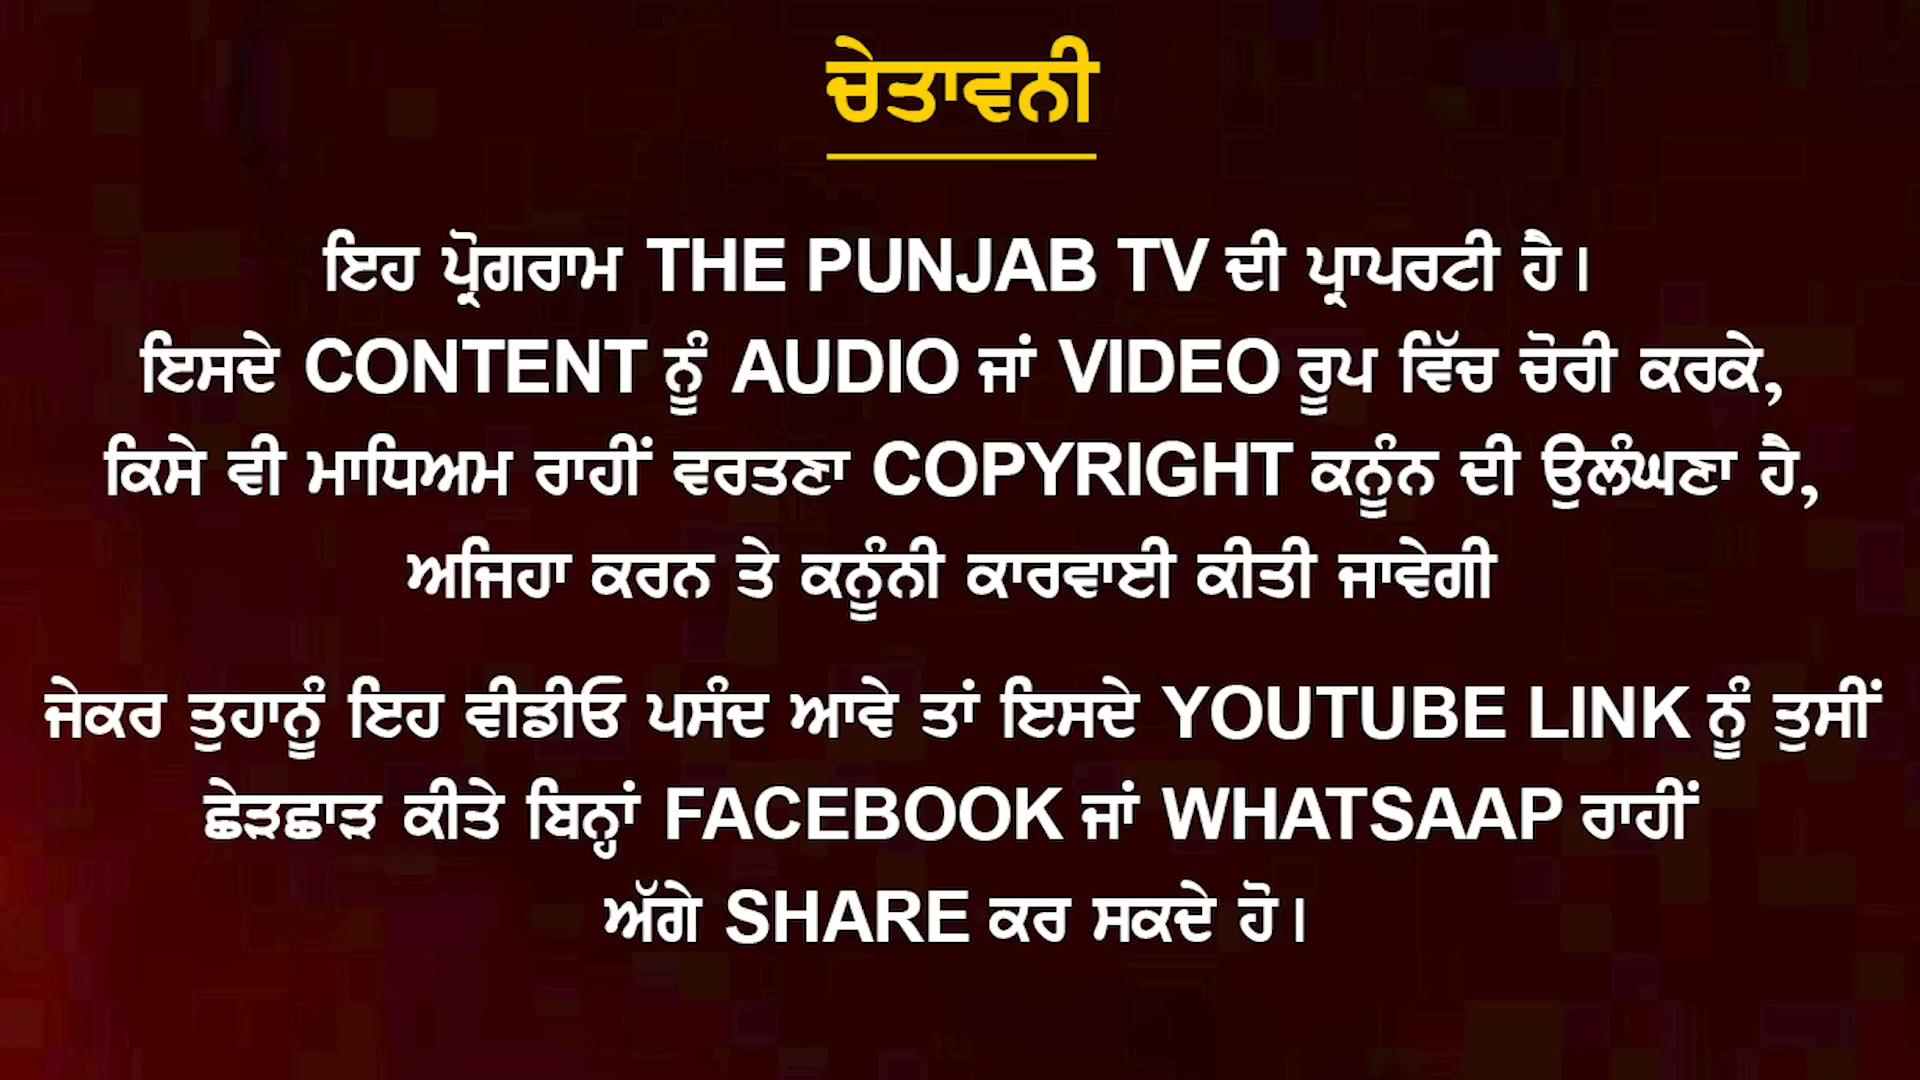 ਚੇਤਾਵਨੀ
ਇਹ ਪ੍ਰੋਗਰਾਮ THE PUNJAB TV ਦੀ ਪ੍ਰਾਪਰਟੀ ਹੈ।
ਇਸਦੇ CONTENT ਨੂੰ AUDIO ਜਾਂ VIDEO ਰੂਪ ਵਿੱਚ ਚੋਰੀ ਕਰਕੇ,
ਕਿਸੇ ਵੀ ਮਾਧਿਅਮ ਰਾਹੀਂ ਵਰਤਣਾ COPYRIGHT ਕਨੂੰਨ ਦੀ ਉਲੰਘਣਾ ਹੈ,
ਅਜਿਹਾ ਕਰਨ ਤੇ ਕਨੂੰਨੀ ਕਾਰਵਾਈ ਕੀਤੀ ਜਾਵੇਗੀ
ਜੇਕਰ ਤੁਹਾਨੂੰ ਇਹ ਵੀਡੀਓ ਪਸੰਦ ਆਵੇ ਤਾਂ ਇਸਦੇ YOUTUBE LINK ਨੂੰ ਤੁਸੀਂ
ਛੇੜਛਾੜ ਕੀਤੇ ਬਿਨ੍ਹਾਂ FACEBOOK ਜਾਂ WHATSAAP ਰਾਹੀਂ
ਅੱਗੇ SHARE ਕਰ ਸਕਦੇ ਹੋ।